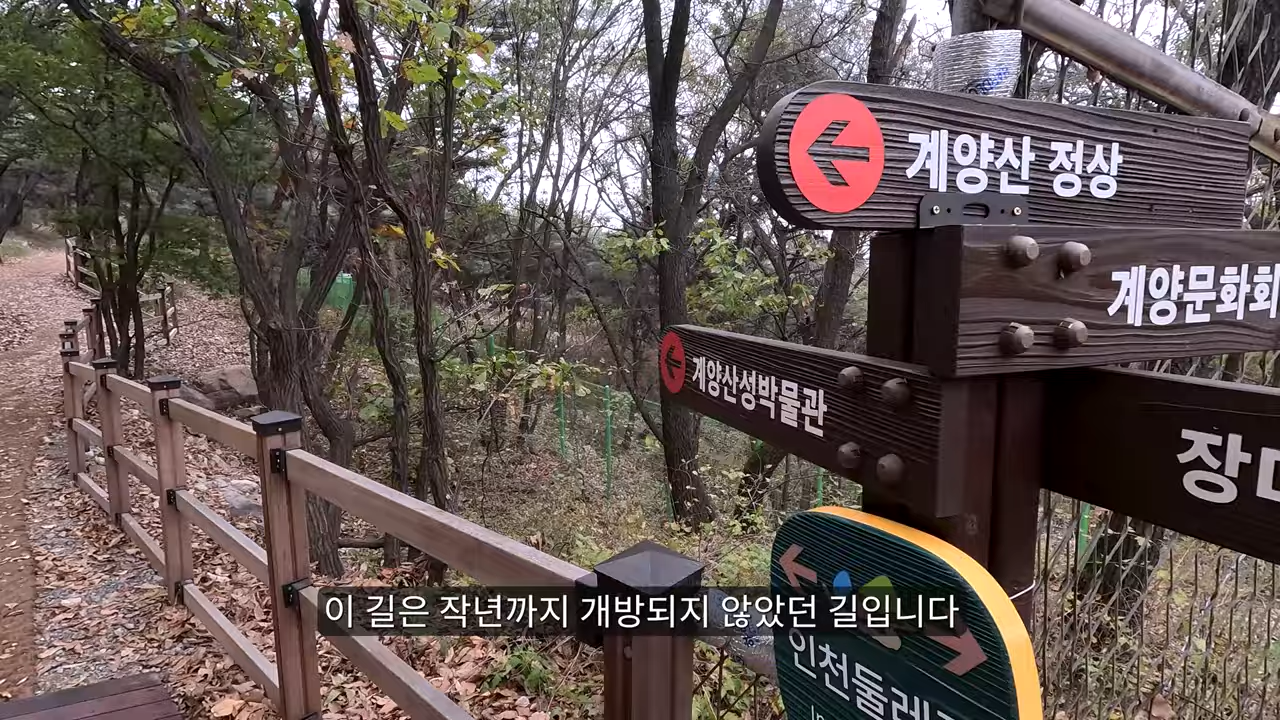 계양산 정상
계양문화회
계양산성박물관
장미
이 길은 작년까지 개방되지 않았던 길입니다
인천둘레